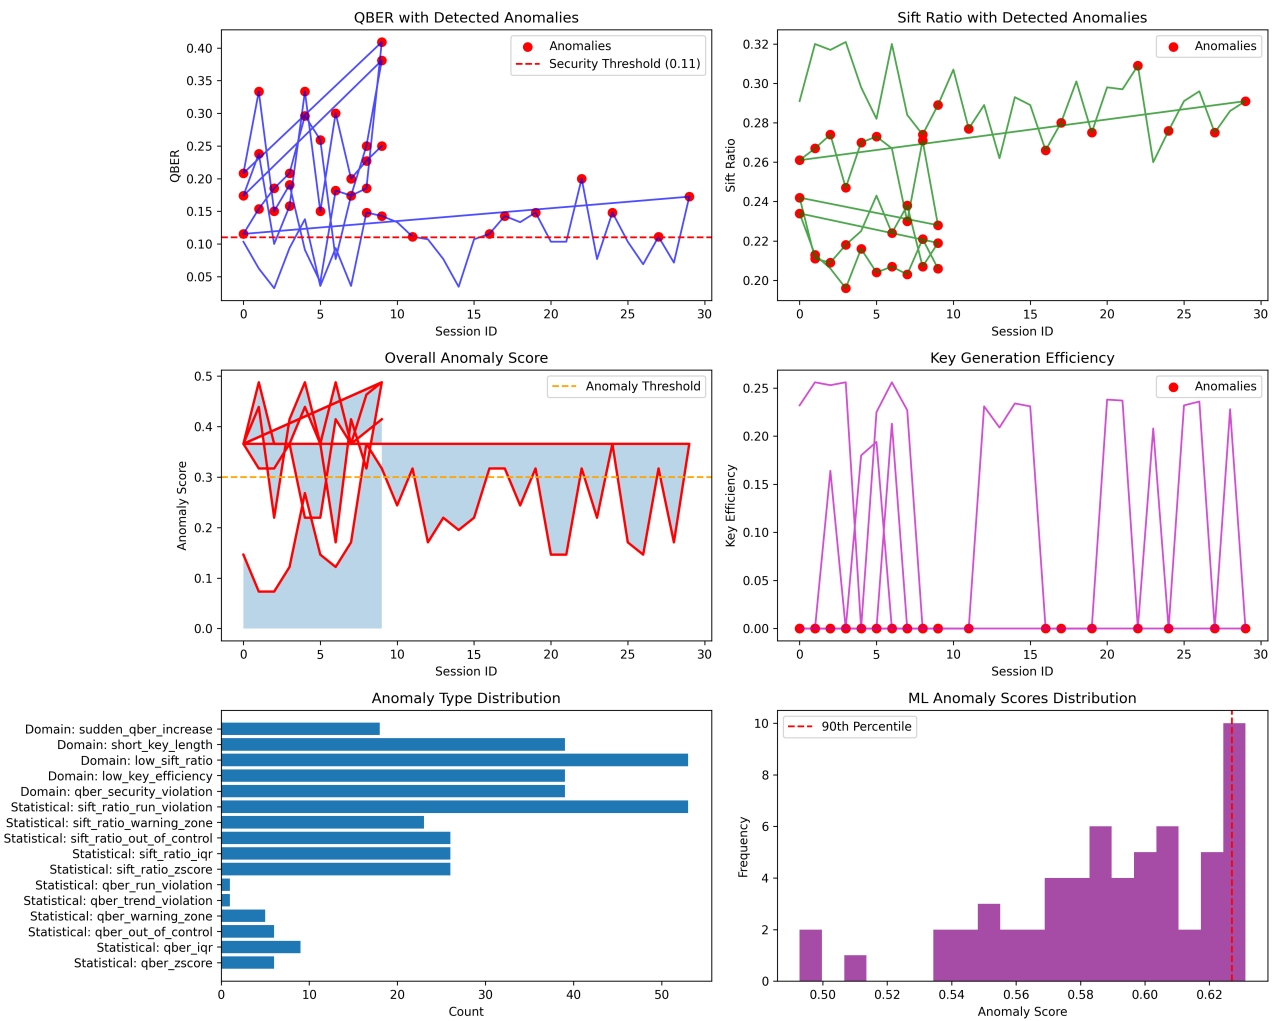 QBER with Detected Anomalies
QBER
0.40
0.35
0.30
0.25
0.20
0.15
0.10
0.05
Anomalies
Security Threshold (0.11)
0 5 10 15 20 25 30
Session ID
Sift Ratio with Detected Anomalies
Sift Ratio
0.32
0.30
0.28
0.26
0.24
0.22
0.20
Anomalies
0 5 10 15 20 25 30
Session ID
Overall Anomaly Score
Anomaly Score
0.5
0.4
0.3
0.2
0.1
0.0
Anomaly Threshold
0 5 10 15 20 25 30
Session ID
Key Generation Efficiency
Key Efficiency
0.25
0.20
0.15
0.10
0.05
0.00
Anomalies
0 5 10 15 20 25 30
Session ID
Anomaly Type Distribution
Domain: sudden_qber_increase
Domain: short_key_length
Domain: low_sift_ratio
Domain: low_key_efficiency
Domain: qber_security_violation
Statistical: sift_ratio_run_violation
Statistical: sift_ratio_warning_zone
Statistical: sift_ratio_out_of_control
Statistical: sift_ratio_iqr
Statistical: sift_ratio_zscore
Statistical: qber_run_violation
Statistical: qber_trend_violation
Statistical: qber_warning_zone
Statistical: qber_out_of_control
Statistical: qber_iqr
Statistical: qber_zscore
0 10 20 30 40 50
Count
ML Anomaly Scores Distribution
Frequency
10
8
6
4
2
0
90th Percentile
0.50 0.52 0.54 0.56 0.58 0.60 0.62
Anomaly Score